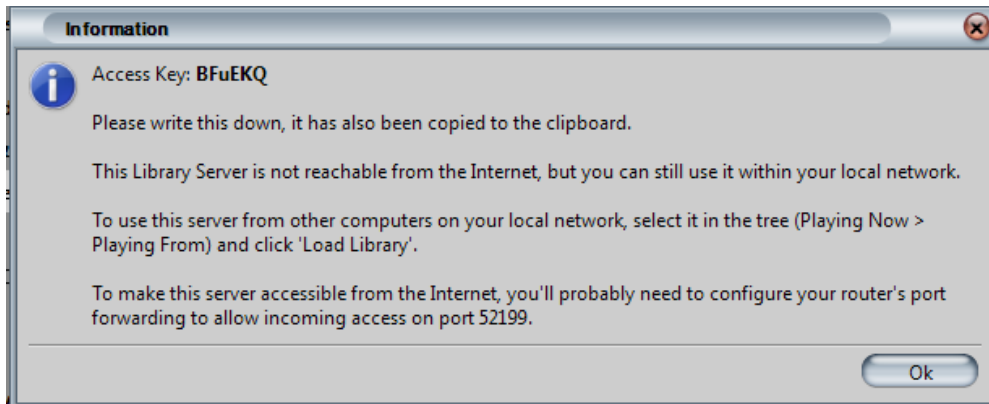 Information
Access Key: BFuEKQ
Please write this down, it has also been copied to the clipboard.
This Library Server is not reachable from the Internet, but you can still use it within your local network.
To use this server from other computers on your local network, select it in the tree (Playing Now >
Playing From) and click 'Load Library'.
To make this server accessible from the Internet, you'll probably need to configure your router's port
forwarding to allow incoming access on port 52199.
Ok